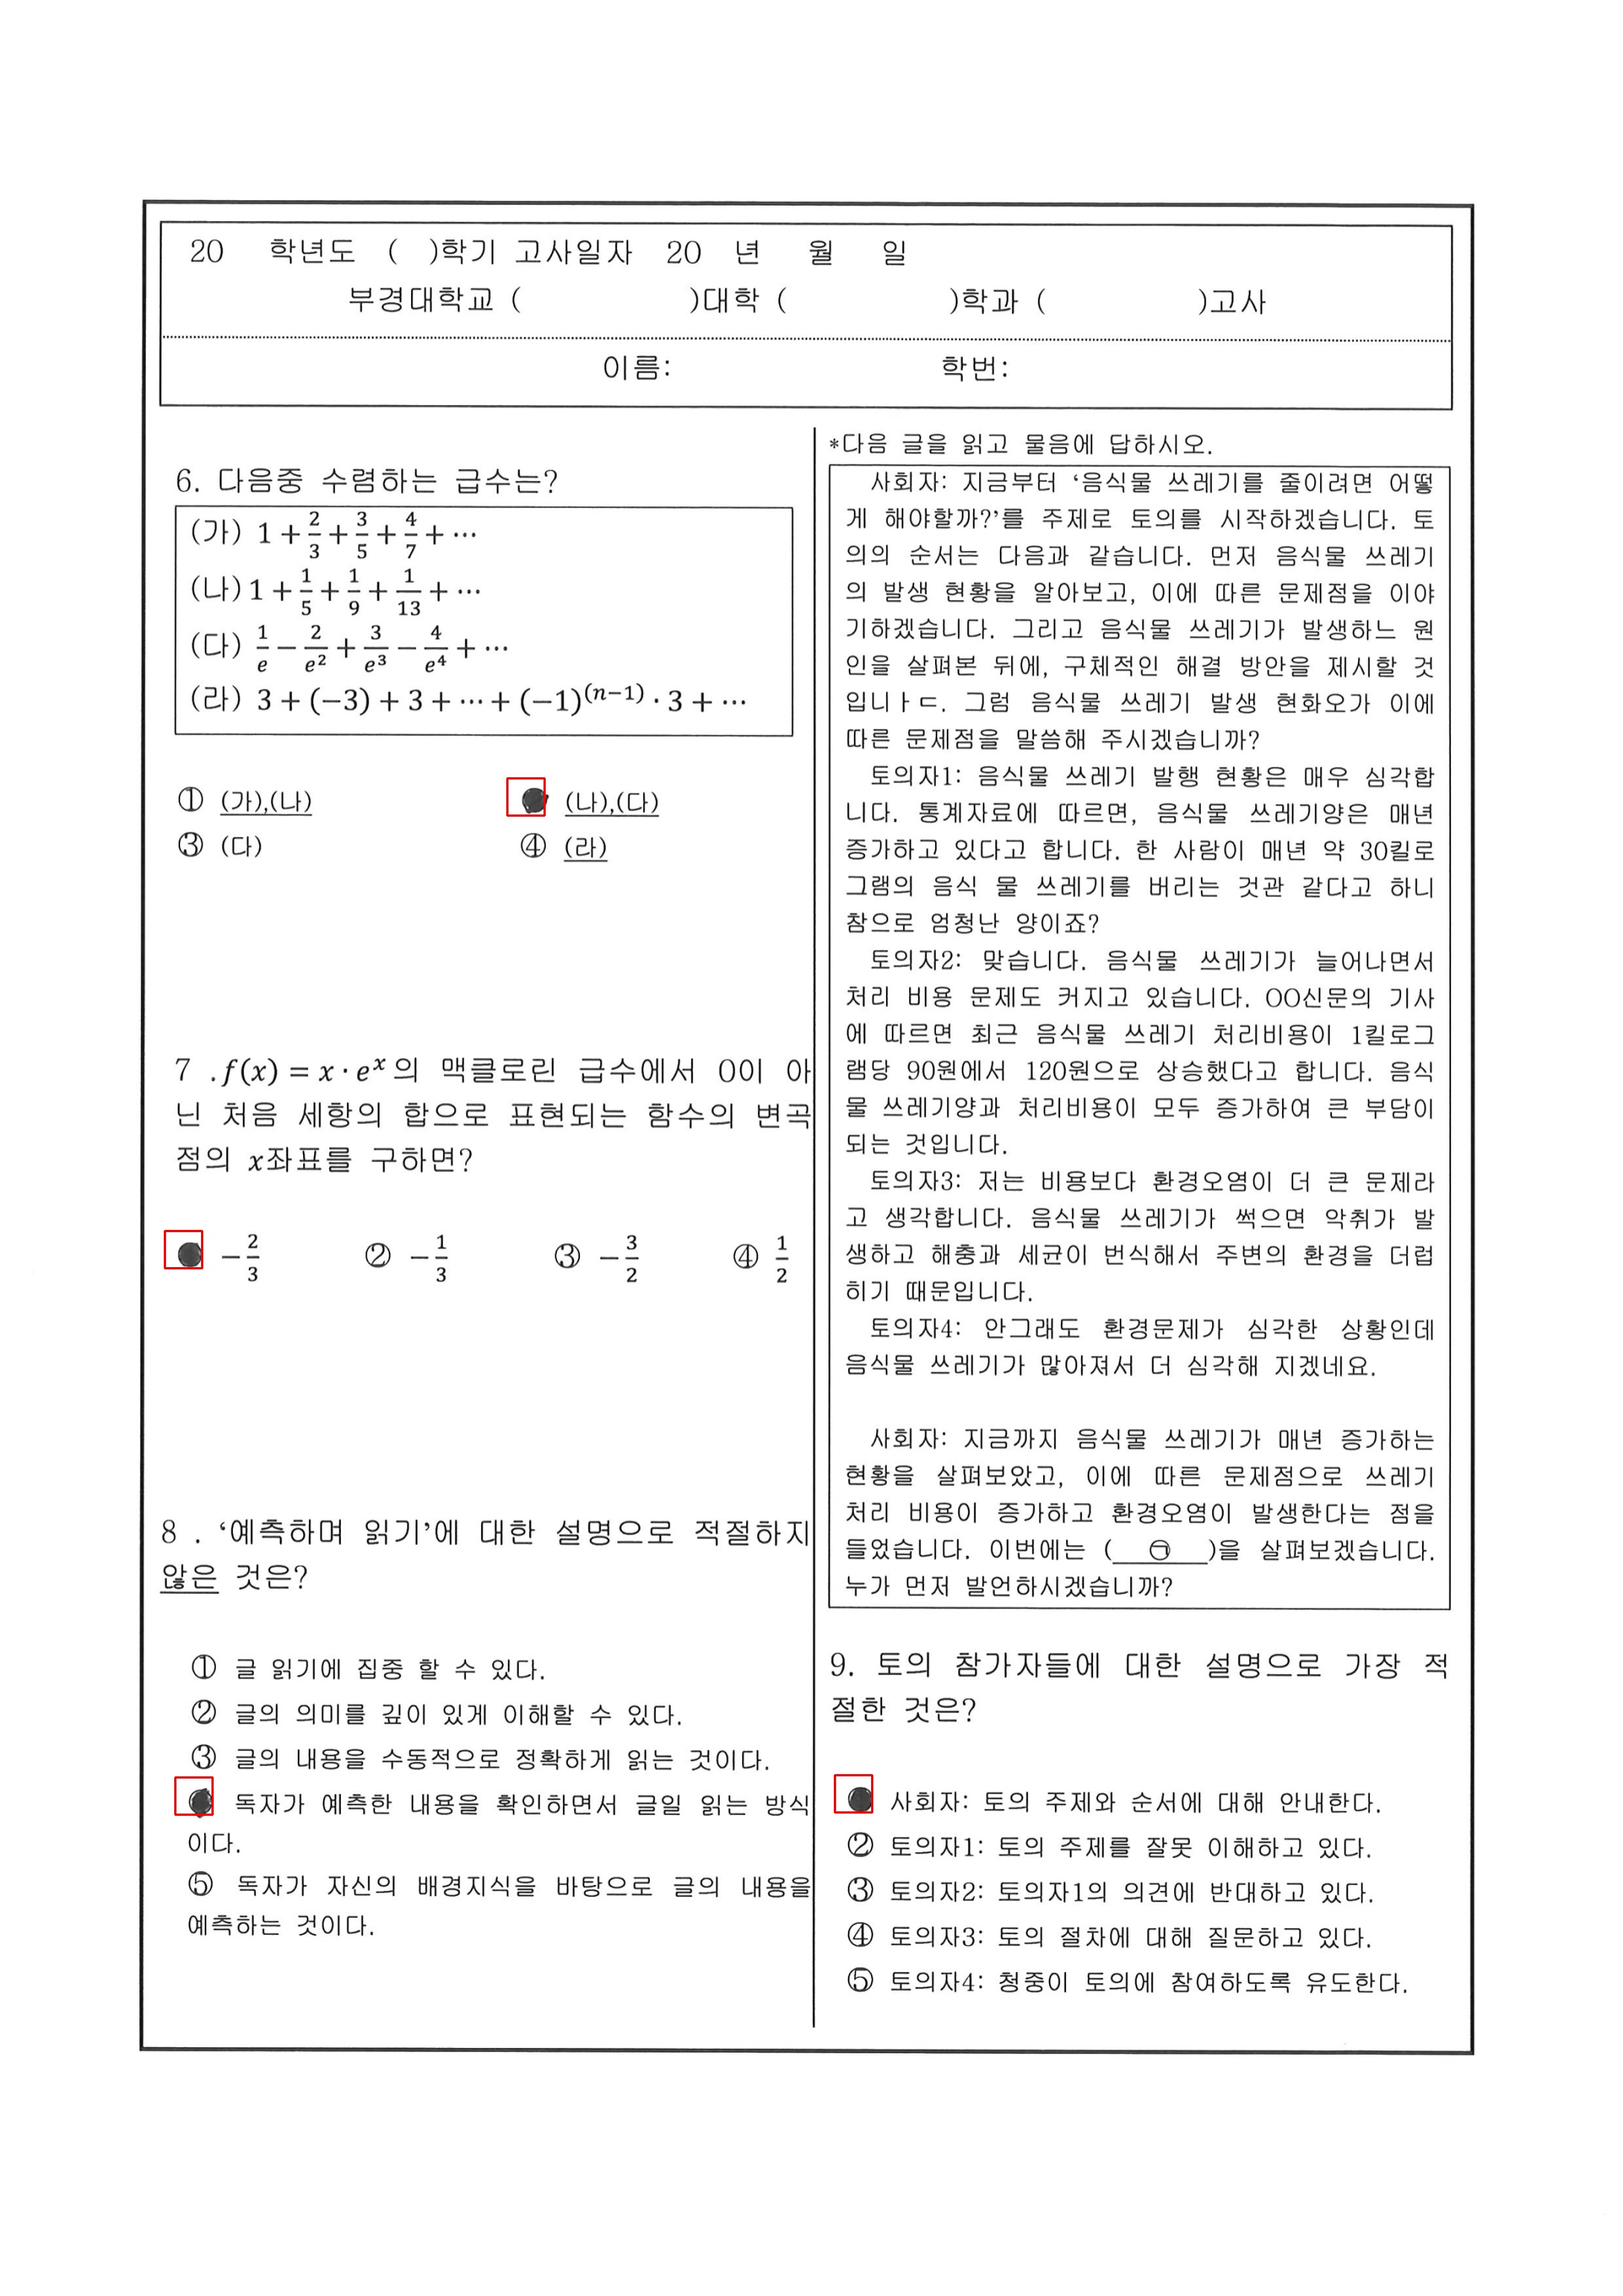 20 학년도 ( )학기 고사일자 20 년 월 일
부경대학교 ( )대학 ( )학과 ( )고사
이름: 학번:
6. 다음중 수렴하는 급수는?
(가) 1 + 2/3 + 3/5 + 4/7 + ⋯
(나) 1 + 1/5 + 1/9 + 1/13 + ⋯
(다) 1/e − 2/e² + 3/e³ − 4/e⁴ + ⋯
(라) 3 + (−3) + 3 + ⋯ + (−1)^(n−1) · 3 + ⋯
① (가),(나) (나),(다)
③ (다) ④ (라)
7 .f(x) = x · eˣ의 맥클로린 급수에서 0이 아
닌 처음 세항의 합으로 표현되는 함수의 변곡
점의 x좌표를 구하면?
−2/3 ② −1/3 ③ −3/2 ④ 1/2
8 . ‘예측하며 읽기’에 대한 설명으로 적절하지
않은 것은?
① 글 읽기에 집중 할 수 있다.
② 글의 의미를 깊이 있게 이해할 수 있다.
③ 글의 내용을 수동적으로 정확하게 읽는 것이다.
독자가 예측한 내용을 확인하면서 글일 읽는 방식
이다.
⑤ 독자가 자신의 배경지식을 바탕으로 글의 내용을
예측하는 것이다.
*다음 글을 읽고 물음에 답하시오.
사회자: 지금부터 ‘음식물 쓰레기를 줄이려면 어떻
게 해야할까?’를 주제로 토의를 시작하겠습니다. 토
의의 순서는 다음과 같습니다. 먼저 음식물 쓰레기
의 발생 현황을 알아보고, 이에 따른 문제점을 이야
기하겠습니다. 그리고 음식물 쓰레기가 발생하느 원
인을 살펴본 뒤에, 구체적인 해결 방안을 제시할 것
입니ㅏㄷ. 그럼 음식물 쓰레기 발생 현화오가 이에
따른 문제점을 말씀해 주시겠습니까?
토의자1: 음식물 쓰레기 발행 현황은 매우 심각합
니다. 통계자료에 따르면, 음식물 쓰레기양은 매년
증가하고 있다고 합니다. 한 사람이 매년 약 30킬로
그램의 음식 물 쓰레기를 버리는 것관 같다고 하니
참으로 엄청난 양이죠?
토의자2: 맞습니다. 음식물 쓰레기가 늘어나면서
처리 비용 문제도 커지고 있습니다. OO신문의 기사
에 따르면 최근 음식물 쓰레기 처리비용이 1킬로그
램당 90원에서 120원으로 상승했다고 합니다. 음식
물 쓰레기양과 처리비용이 모두 증가하여 큰 부담이
되는 것입니다.
토의자3: 저는 비용보다 환경오염이 더 큰 문제라
고 생각합니다. 음식물 쓰레기가 썩으면 악취가 발
생하고 해충과 세균이 번식해서 주변의 환경을 더럽
히기 때문입니다.
토의자4: 안그래도 환경문제가 심각한 상황인데
음식물 쓰레기가 많아져서 더 심각해 지겠네요.
사회자: 지금까지 음식물 쓰레기가 매년 증가하는
현황을 살펴보았고, 이에 따른 문제점으로 쓰레기
처리 비용이 증가하고 환경오염이 발생한다는 점을
들었습니다. 이번에는 ( ㉠ )을 살펴보겠습니다.
누가 먼저 발언하시겠습니까?
9. 토의 참가자들에 대한 설명으로 가장 적
절한 것은?
사회자: 토의 주제와 순서에 대해 안내한다.
② 토의자1: 토의 주제를 잘못 이해하고 있다.
③ 토의자2: 토의자1의 의견에 반대하고 있다.
④ 토의자3: 토의 절차에 대해 질문하고 있다.
⑤ 토의자4: 청중이 토의에 참여하도록 유도한다.